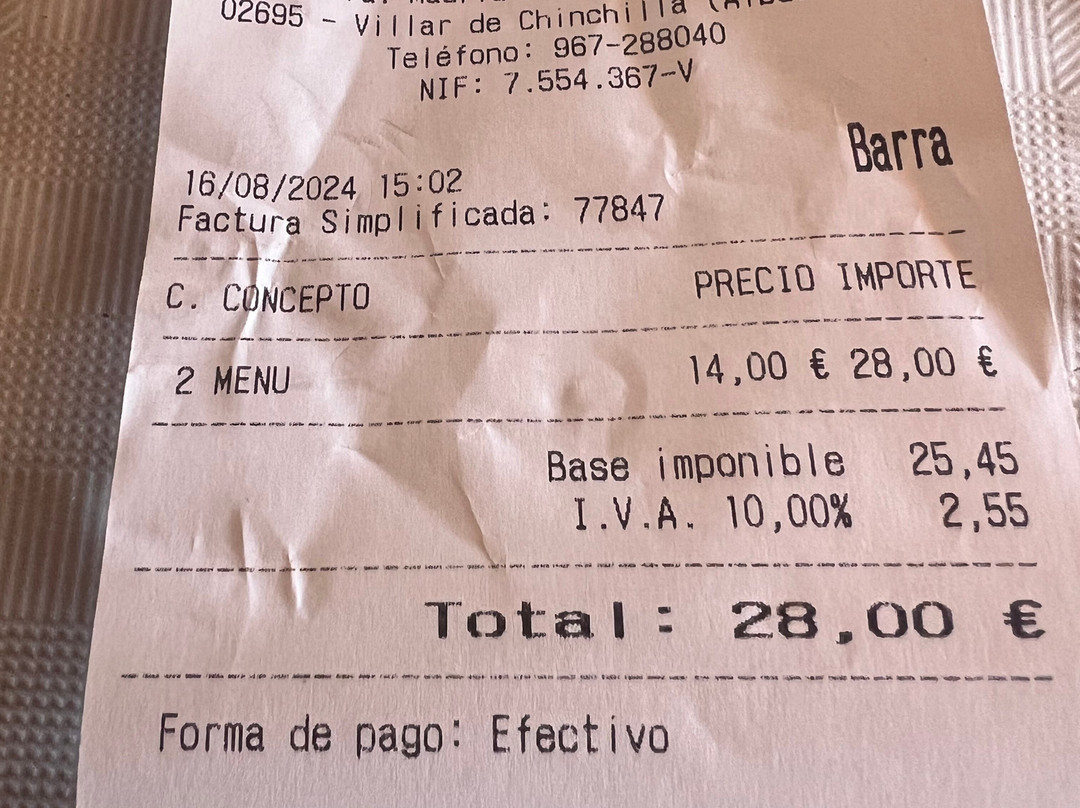 02695 - Villar de Chinchilla
Teléfono: 967-288040
NIF: 7.554.367-V
Barra
16/08/2024 15:02
Factura Simplificada: 77847
C. CONCEPTO PRECIO IMPORTE
2 MENU 14,00 € 28,00 €
Base imponible 25,45
I.V.A. 10,00% 2,55
Total: 28,00 €
Forma de pago: Efectivo